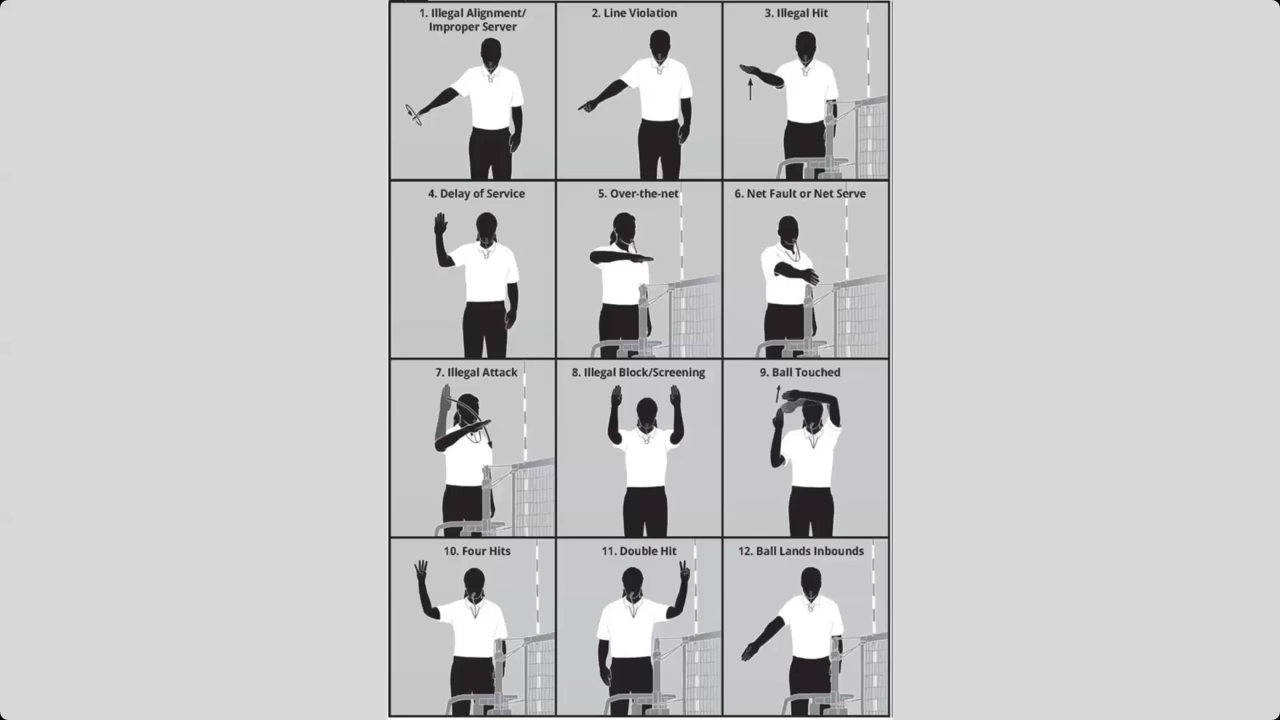 1. Illegal Alignment/
Improper Server
2. Line Violation
3. Illegal Hit
4. Delay of Service
5. Over-the-net
6. Net Fault or Net Serve
7. Illegal Attack
8. Illegal Block/Screening
9. Ball Touched
10. Four Hits
11. Double Hit
12. Ball Lands Inbounds